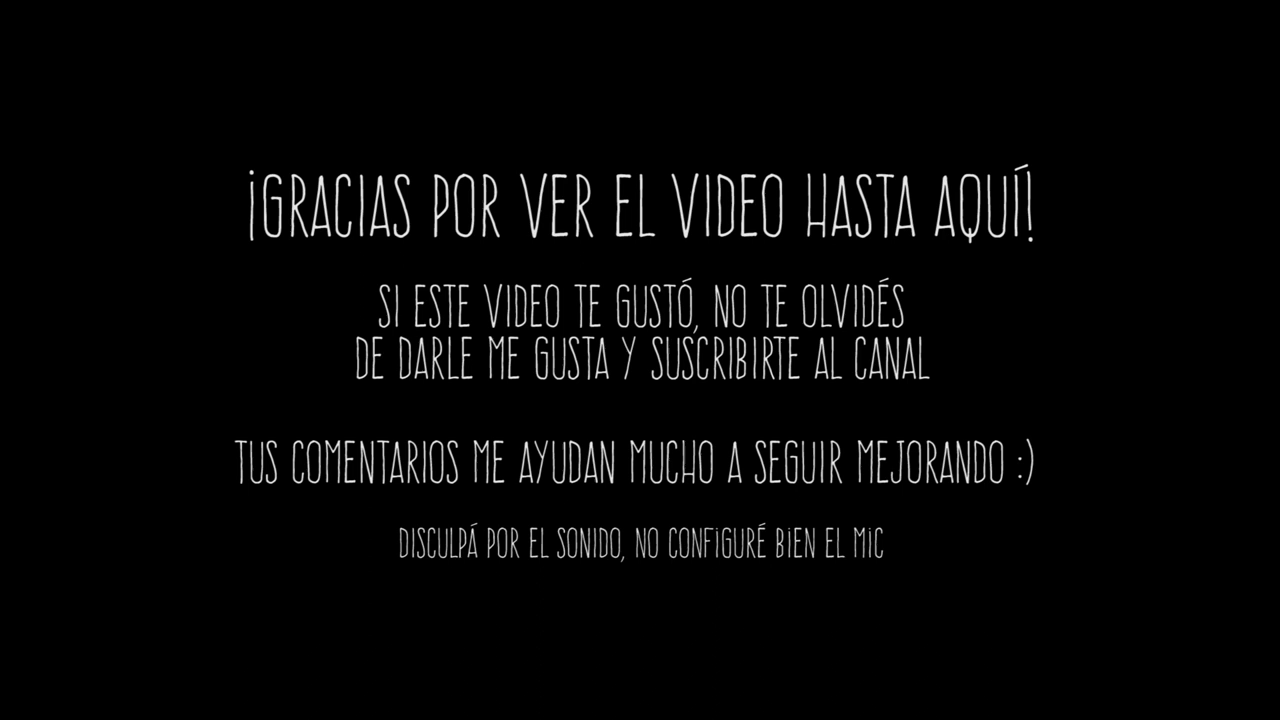 ¡GRACIAS POR VER EL VIDEO HASTA AQUÍ!
SI ESTE VIDEO TE GUSTÓ, NO TE OLVIDÉS
DE DARLE ME GUSTA Y SUSCRIBIRTE AL CANAL
TUS COMENTARIOS ME AYUDAN MUCHO A SEGUIR MEJORANDO :)
DISCULPÁ POR EL SONIDO, NO CONFIGURÉ BIEN EL MIC